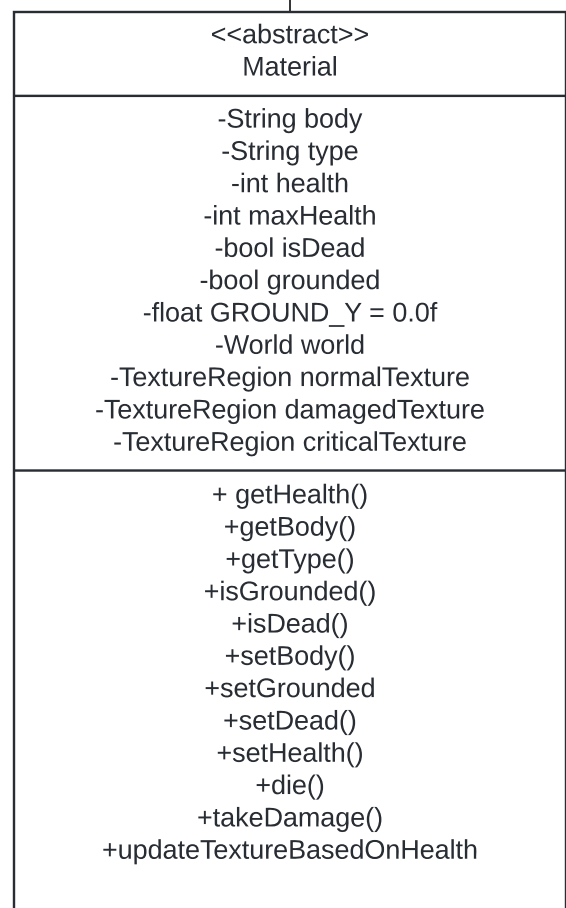 <<abstract>>
Material
-String body
-String type
-int health
-int maxHealth
-bool isDead
-bool grounded
-float GROUND_Y = 0.0f
-World world
-TextureRegion normalTexture
-TextureRegion damagedTexture
-TextureRegion criticalTexture
+ getHealth()
+getBody()
+getType()
+isGrounded()
+isDead()
+setBody()
+setGrounded
+setDead()
+setHealth()
+die()
+takeDamage()
+updateTextureBasedOnHealth